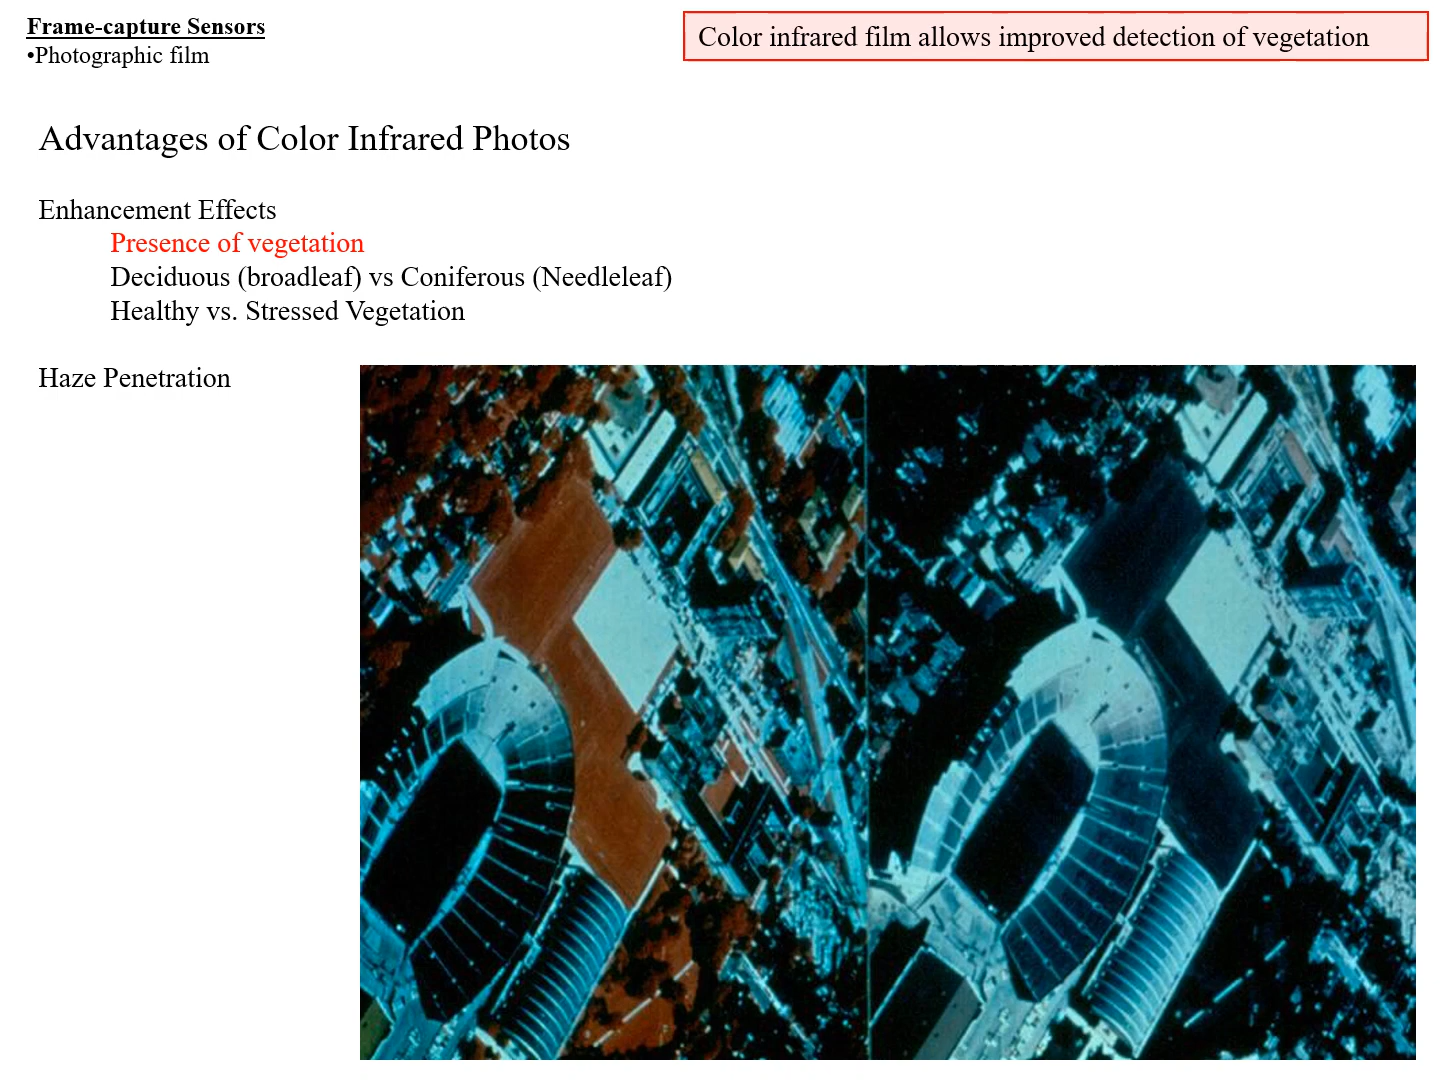 Frame-capture Sensors
•Photographic film
Color infrared film allows improved detection of vegetation
Advantages of Color Infrared Photos
Enhancement Effects
Presence of vegetation
Deciduous (broadleaf) vs Coniferous (Needleleaf)
Healthy vs. Stressed Vegetation
Haze Penetration